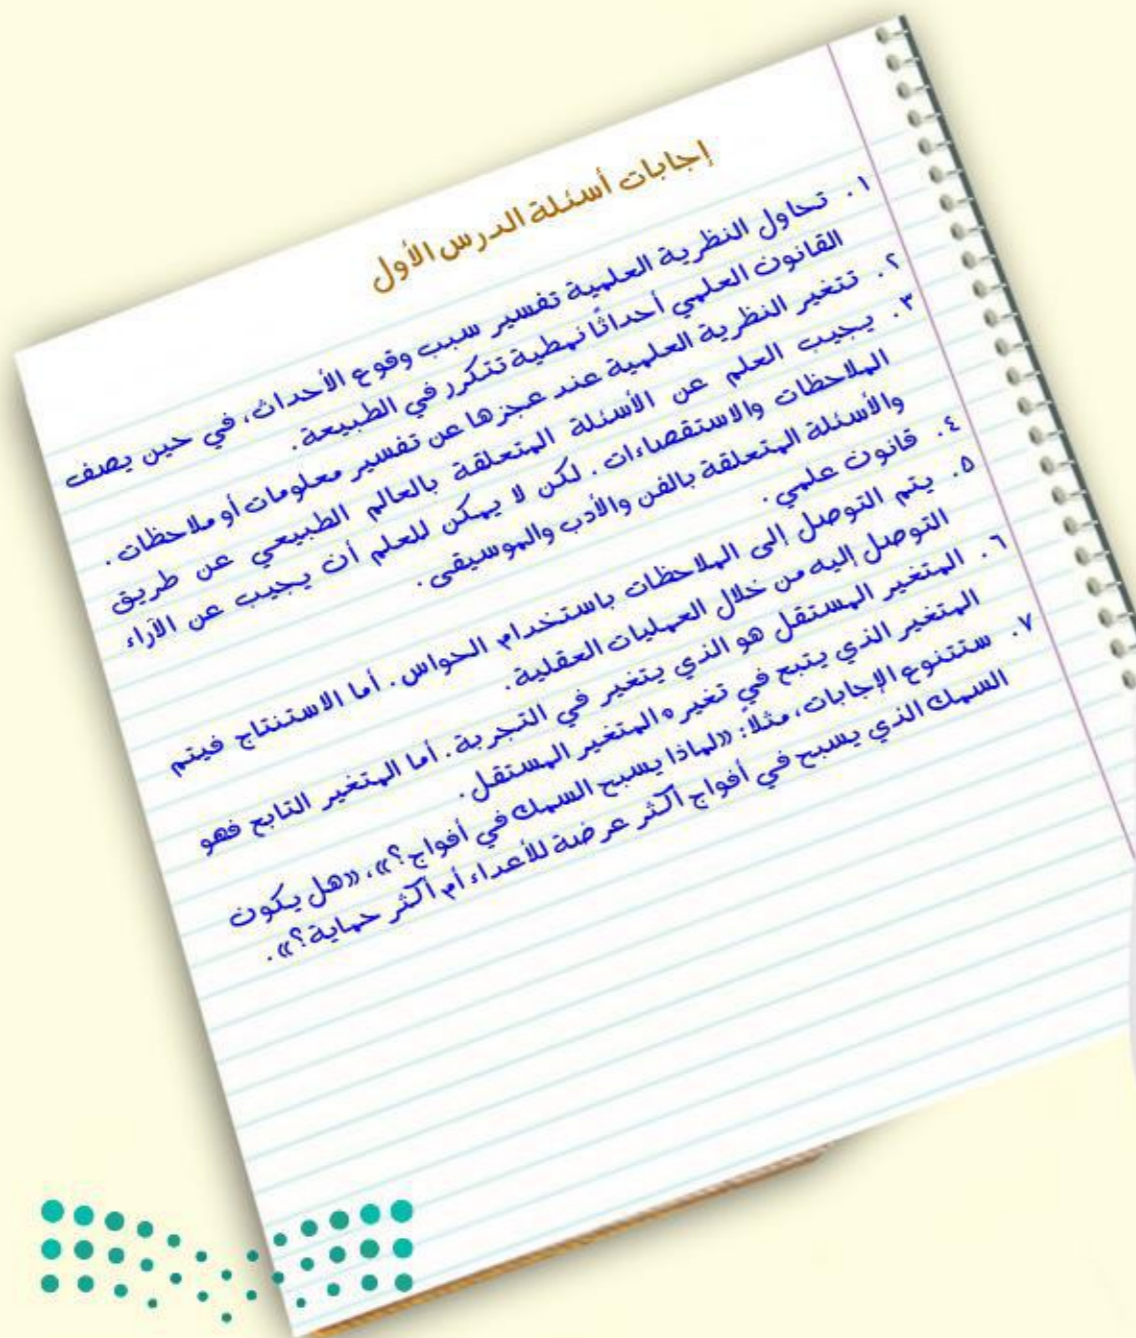 إجابات أسئلة الدرس الأول
١. تحاول النظرية العلمية تفسير سبب وقوع الأحداث، في حين يصف
القانون العلمي أحداثًا نمطية تتكرر في الطبيعة.
٢. تتغير النظرية العلمية عند عجزها عن تفسير معلومات أو ملاحظات.
٣. يجيب العلم عن الأسئلة المتعلقة بالعالم الطبيعي عن طريق
الملاحظات والاستقصاءات. لكن لا يمكن للعلم أن يجيب عن الآراء
والأسئلة المتعلقة بالفن والأدب والموسيقى.
٤. قانون علمي.
٥. يتم التوصل إلى الملاحظات باستخدام الحواس. أما الاستنتاج فيتم
التوصل إليه من خلال العمليات العقلية.
٦. المتغير المستقل هو الذي يتغير في التجربة. أما المتغير التابع فهو
المتغير الذي يتبع في تغيره المتغير المستقل.
٧. ستتنوع الإجابات، مثلاً: «لماذا يسبح السمك في أفواج؟»، «هل يكون
السمك الذي يسبح في أفواج أكثر عرضة للأعداء أم أكثر حماية؟».